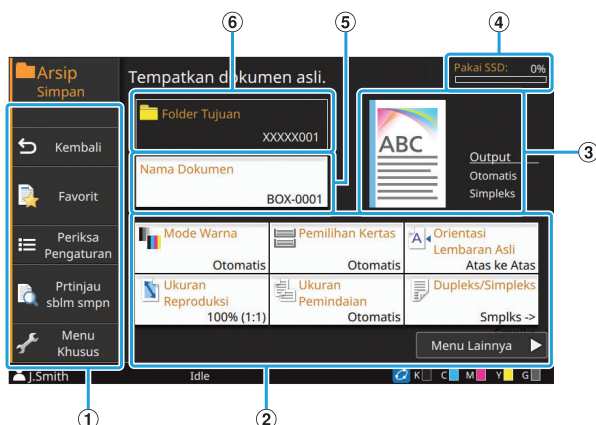 6
5
4
Arsip
Simpan
Tempatkan dokumen asli.
Pakai SSD: 0%
Folder Tujuan
XXXXX001
Nama Dokumen
BOX-0001
ABC
Output
Otomatis
Simpleks
3
Kembali
Favorit
Periksa
Pengaturan
Prtinjau
sblm smpn
Menu
Khusus
Mode Warna
Otomatis
Pemilihan Kertas
Otomatis
A
Orientasi
Lembaran Asli
Atas ke Atas
Ukuran
Reproduksi
100% (1:1)
Ukuran
Pemindaian
Otomatis
Dupleks/Simpleks
Smplks ->
Menu Lainnya
J.Smith
Idle
K C M Y G
1
2